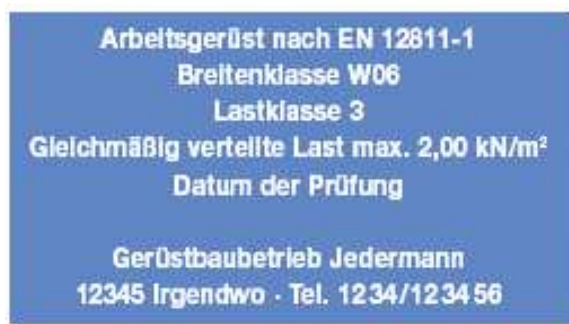 Arbeitsgerüst nach EN 12811-1
Breitenklasse W06
Lastklasse 3
Gleichmäßig verteilte Last max. 2,00 kN/m²
Datum der Prüfung
Gerüstbaubetrieb Jedermann
12345 Irgendwo · Tel. 1234/123456